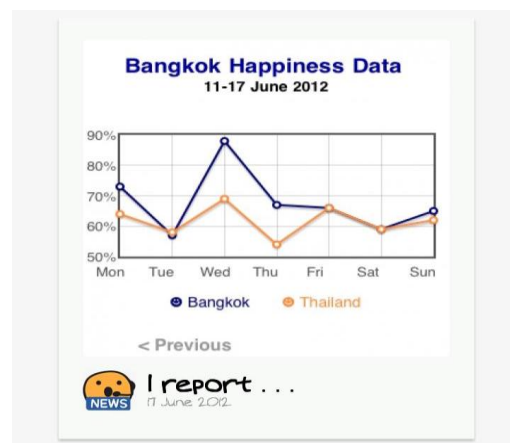 Bangkok Happiness Data
11-17 June 2012
90%
80%
70%
60%
50%
Mon Tue Wed Thu Fri Sat Sun
Bangkok Thailand
< Previous
NEWS
I report . . .
17 June 2012.